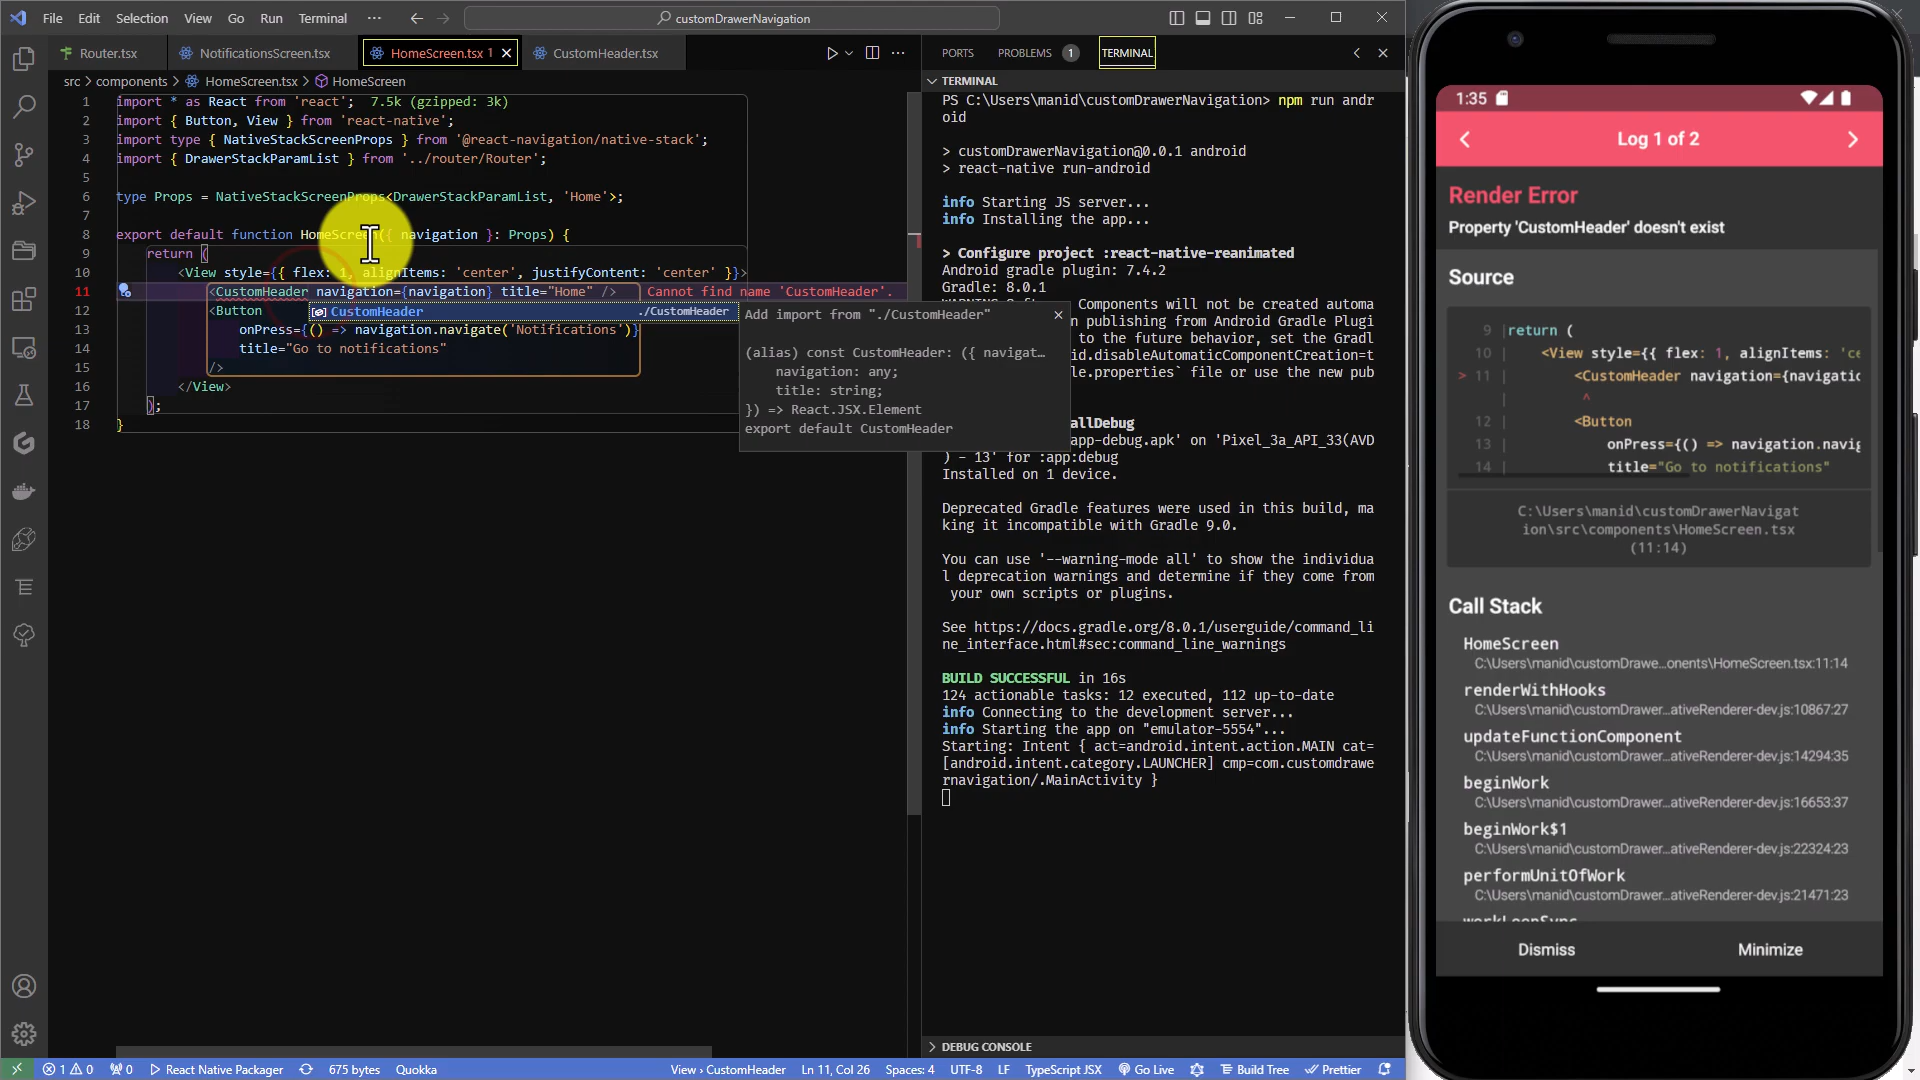 File Edit Selection View Go Run Terminal ··· customDrawerNavigation
Router.tsx NotificationsScreen.tsx HomeScreen.tsx 1 CustomHeader.tsx
src > components > HomeScreen.tsx > HomeScreen
1 import * as React from 'react'; 7.5k (gzipped: 3k)
2 import { Button, View } from 'react-native';
3 import type { NativeStackScreenProps } from '@react-navigation/native-stack';
4 import { DrawerStackParamList } from '../router/Router';
5
6 type Props = NativeStackScreenProps<DrawerStackParamList, 'Home'>;
7
8 export default function HomeScreen({ navigation }: Props) {
9 return (
10 <View style={{ flex: 1, alignItems: 'center', justifyContent: 'center' }}>
11 <CustomHeader navigation={navigation} title="Home" /> Cannot find name 'CustomHeader'.
12 <Button
13 onPress={() => navigation.navigate('Notifications')}
14 title="Go to notifications"
15 />
16 </View>
17 );
18 }
CustomHeader ./CustomHeader
Add import from "./CustomHeader"
(alias) const CustomHeader: ({ navigat…
navigation: any;
title: string;
}) => React.JSX.Element
export default CustomHeader
PORTS PROBLEMS 1 TERMINAL
TERMINAL
PS C:\Users\manid\customDrawerNavigation> npm run andr
oid
> customDrawerNavigation@0.0.1 android
> react-native run-android
info Starting JS server...
info Installing the app...
> Configure project :react-native-reanimated
Android gradle plugin: 7.4.2
Gradle: 8.0.1
Components will not be created automa
n publishing from Android Gradle Plugi
to the future behavior, set the Gradl
id.disableAutomaticComponentCreation=t
le.properties` file or use the new pub
allDebug
app-debug.apk' on 'Pixel_3a_API_33(AVD
) - 13' for :app:debug
Installed on 1 device.
Deprecated Gradle features were used in this build, ma
king it incompatible with Gradle 9.0.
You can use '--warning-mode all' to show the individua
l deprecation warnings and determine if they come from
your own scripts or plugins.
See https://docs.gradle.org/8.0.1/userguide/command_li
ne_interface.html#sec:command_line_warnings
BUILD SUCCESSFUL in 16s
124 actionable tasks: 12 executed, 112 up-to-date
info Connecting to the development server...
info Starting the app on "emulator-5554"...
Starting: Intent { act=android.intent.action.MAIN cat=
[android.intent.category.LAUNCHER] cmp=com.customdrawe
rnavigation/.MainActivity }
DEBUG CONSOLE
1:35
Log 1 of 2
Render Error
Property 'CustomHeader' doesn't exist
Source
9 |return (
10 | <View style={{ flex: 1, alignItems: 'ce
> 11 | <CustomHeader navigation={navigatio
| ^
12 | <Button
13 | onPress={() => navigation.navig
14 | title="Go to notifications"
C:\Users\manid\customDrawerNavigat
ion\src\components\HomeScreen.tsx
(11:14)
Call Stack
HomeScreen
C:\Users\manid\customDrawe…onents\HomeScreen.tsx:11:14
renderWithHooks
C:\Users\manid\customDrawer…ativeRenderer-dev.js:10867:27
updateFunctionComponent
C:\Users\manid\customDrawer…ativeRenderer-dev.js:14294:35
beginWork
C:\Users\manid\customDrawer…ativeRenderer-dev.js:16653:37
beginWork$1
C:\Users\manid\customDrawer…ativeRenderer-dev.js:22324:23
performUnitOfWork
C:\Users\manid\customDrawer…ativeRenderer-dev.js:21471:23
workLoopSync
Dismiss Minimize
1 0 0 React Native Packager 675 bytes Quokka View › CustomHeader Ln 11, Col 26 Spaces: 4 UTF-8 LF TypeScript JSX Go Live Build Tree Prettier